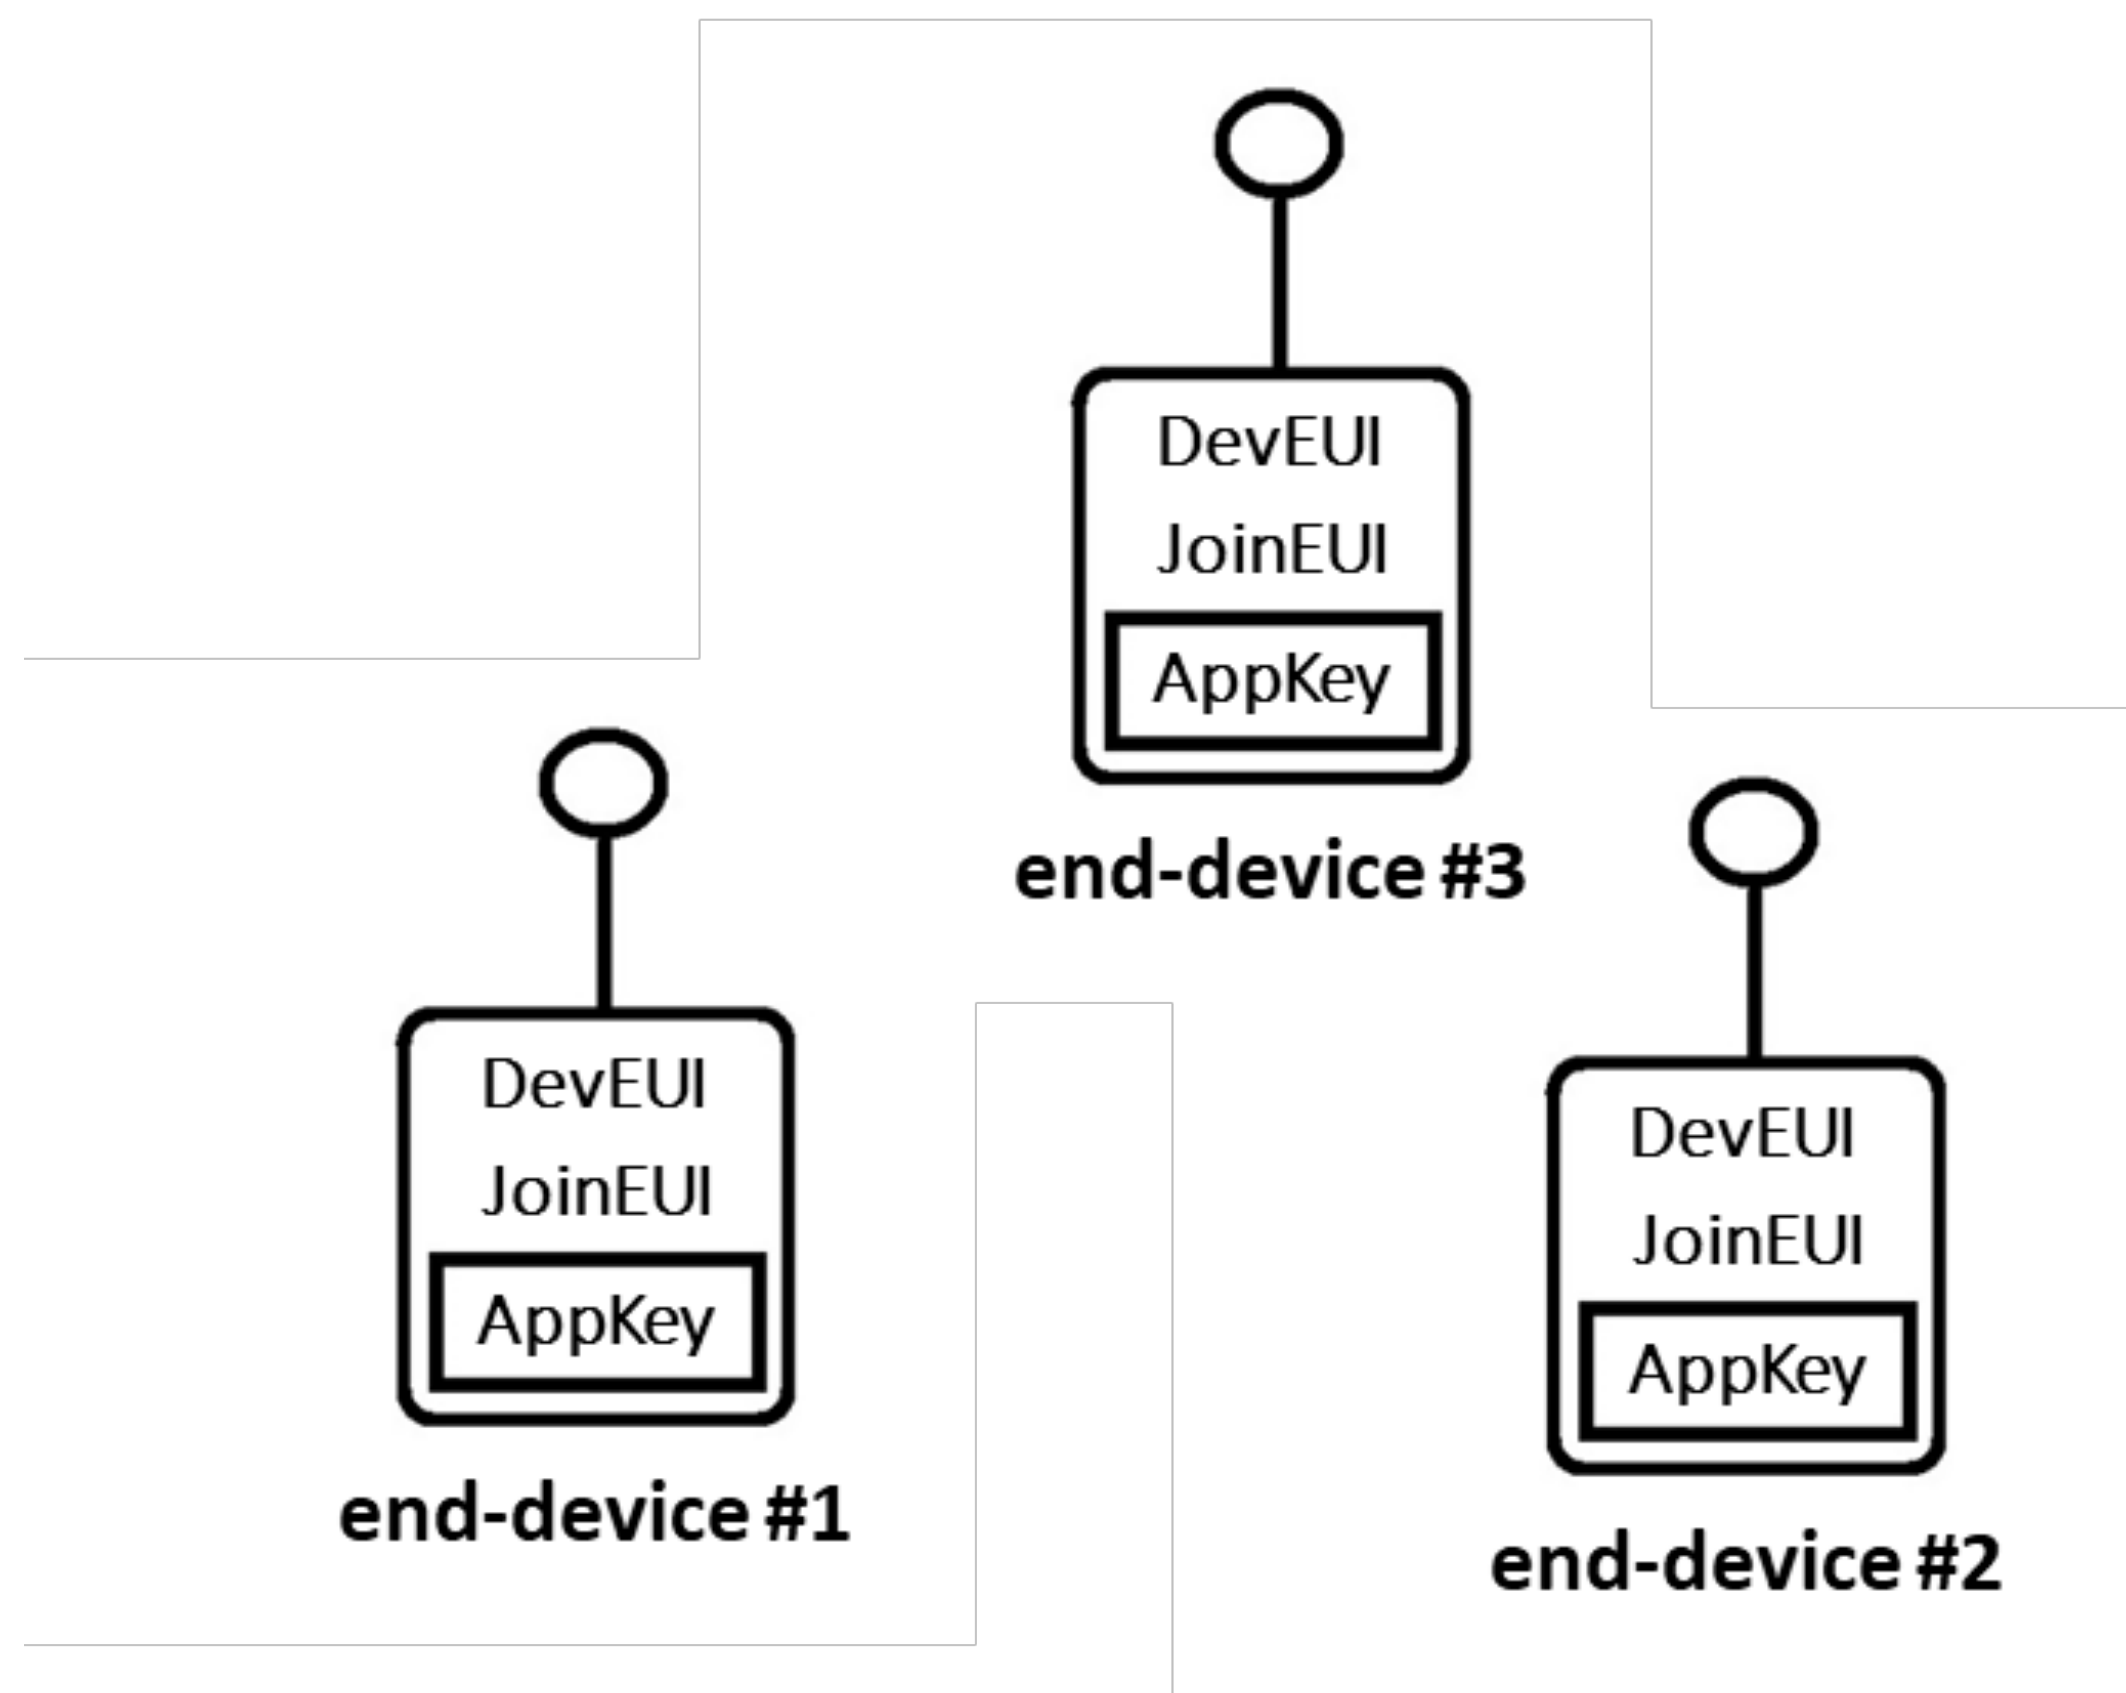 DevEUI
JoinEUI
AppKey
end-device #3
DevEUI
JoinEUI
AppKey
end-device #1
DevEUI
JoinEUI
AppKey
end-device #2